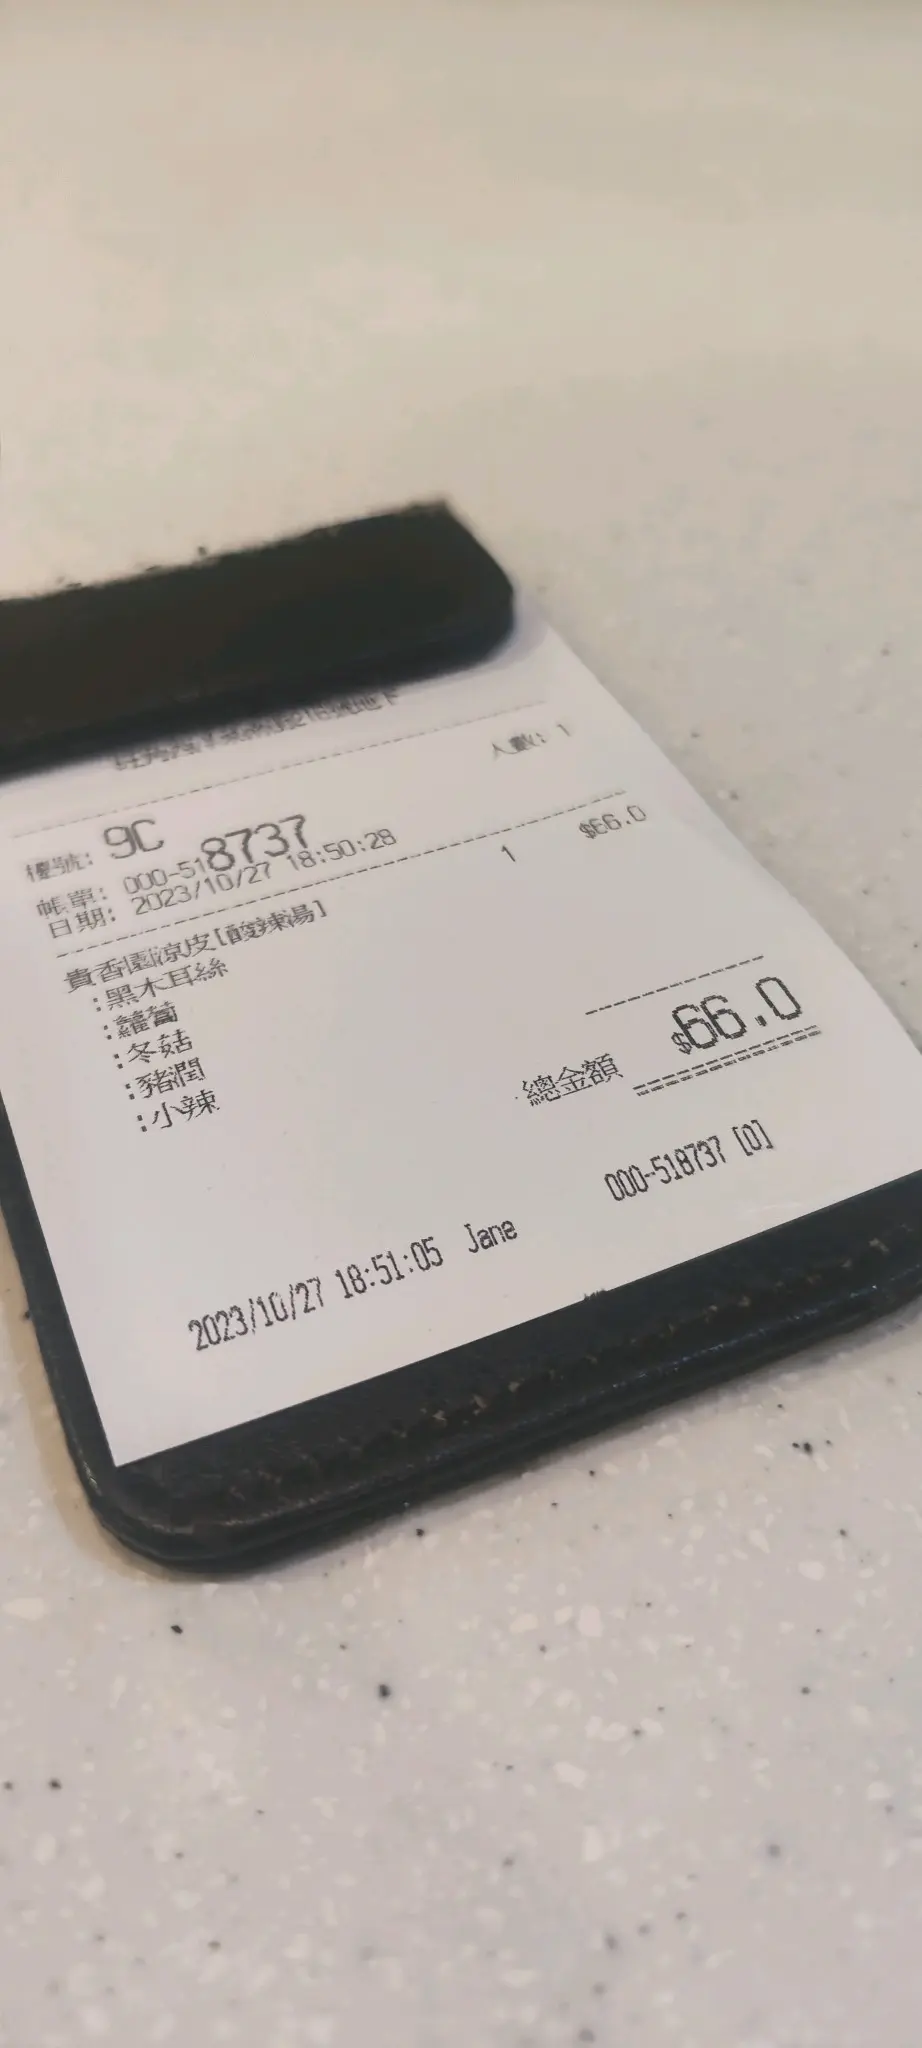 人數: 1
檯號: 9C
帳單: 000-518737
日期: 2023/10/27 18:50:28
貴香園涼皮[酸辣湯] 1 $66.0
:黑木耳絲
:蘿蔔
:冬菇
:豬潤
:小辣
總金額 $66.0
000-518737 [0]
2023/10/27 18:51:05 Jane